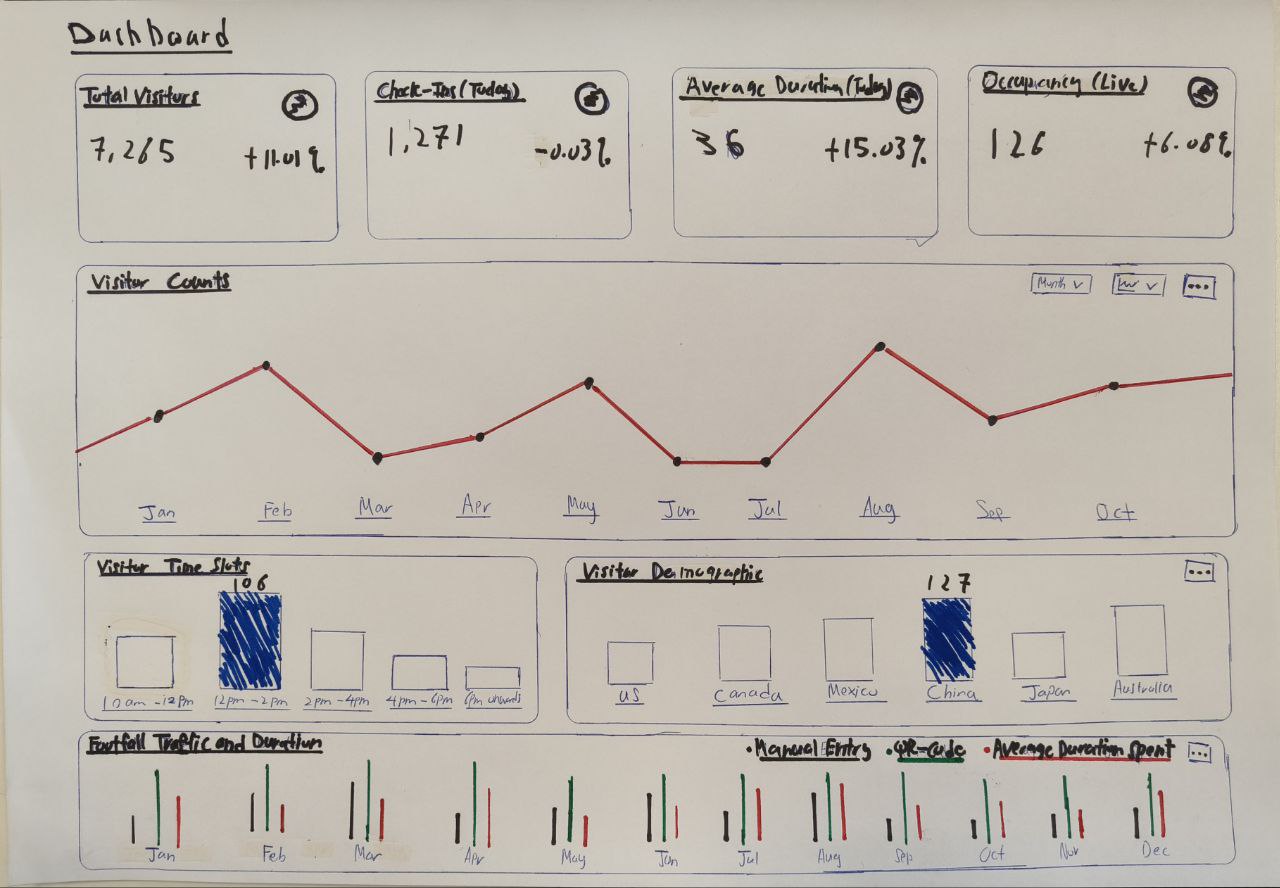 Dashboard
Total Visitors
7,265 +11.01%
Check-Ins (Today)
1,271 -0.03%
Average Duration (Today)
36 +15.03%
Occupancy (Live)
126 +6.08%
Visitor Counts
Month
Jan Feb Mar Apr May Jun Jul Aug Sep Oct
Visitor Time Slots
106
10am-12pm 12pm-2pm 2pm-4pm 4pm-6pm 6pm onwards
Visitor Demographic
127
US Canada Mexico China Japan Australia
Footfall Traffic and Duration
•Manual Entry •QR-Code •Average Duration Spent
Jan Feb Mar Apr May Jun Jul Aug Sep Oct Nov Dec